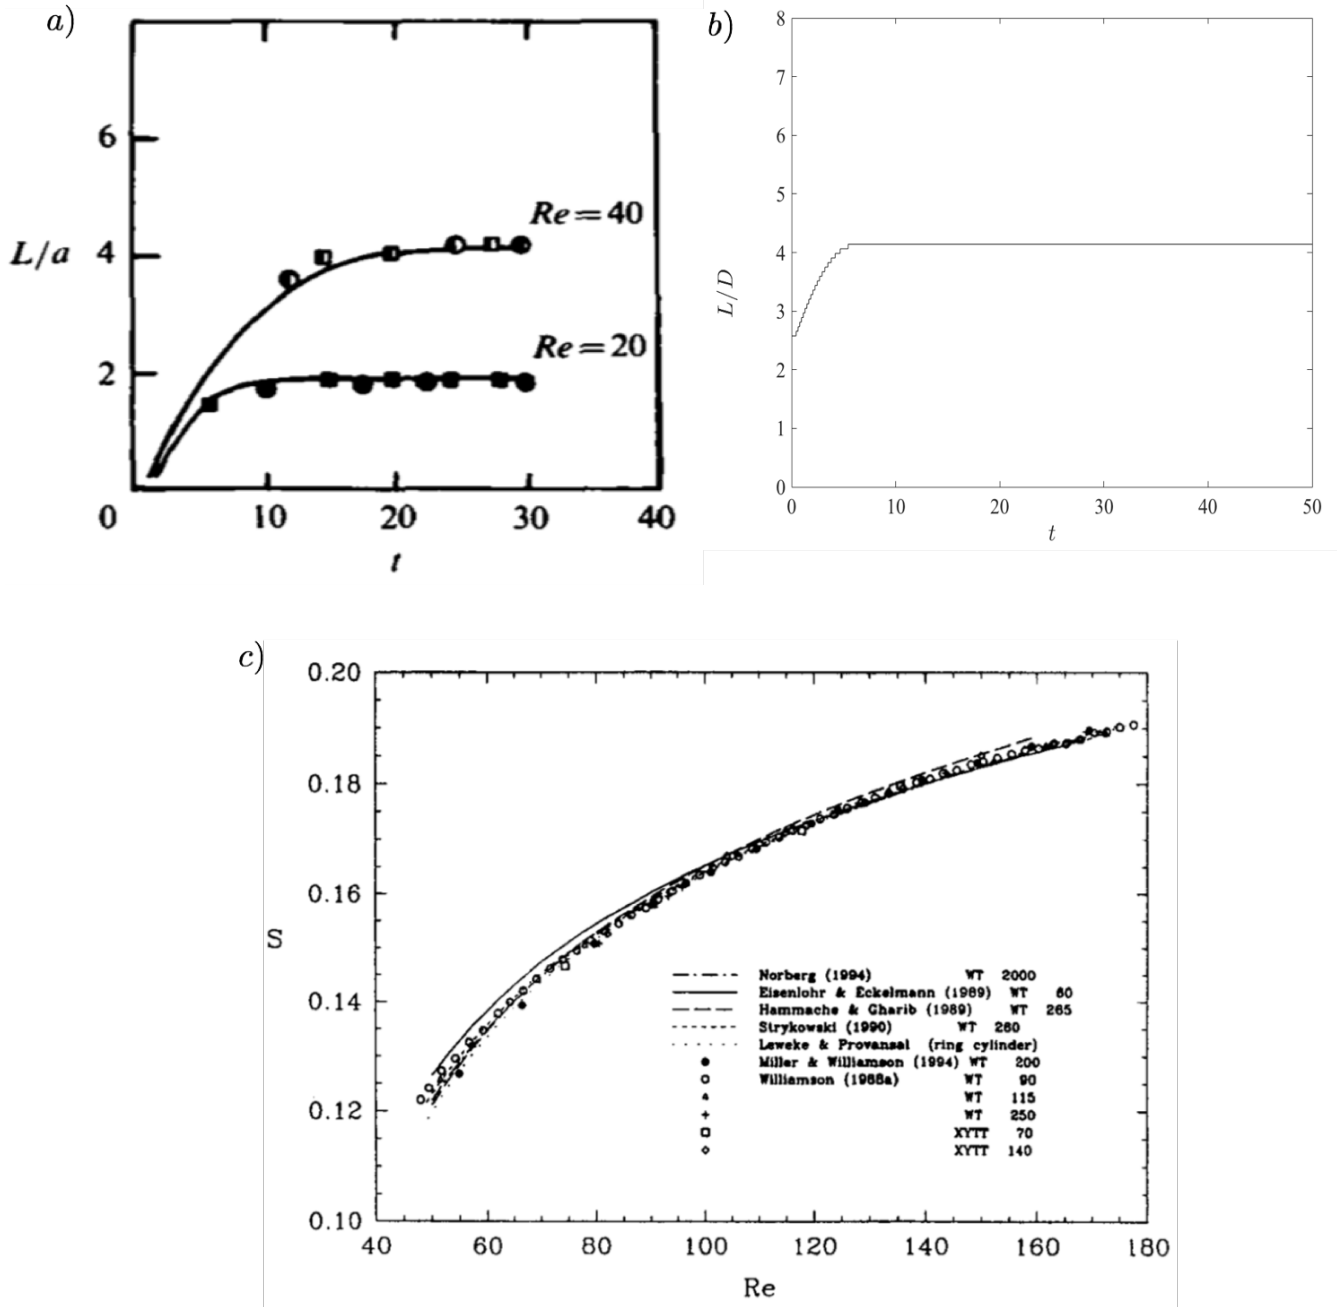 a)
6
4
2
0
10
20
30
40
L/a
t
Re=40
Re=20
b)
8
7
6
5
4
3
2
1
0
0
10
20
30
40
50
L/D
t
c)
0.20
0.18
0.16
0.14
0.12
0.10
S
40
60
80
100
120
140
160
180
Re
Norberg (1994) WT 2000
Eisenlohr & Eckelmann (1989) WT 60
Hammache & Gharib (1989) WT 265
Strykowski (1990) WT 260
Leweke & Provansal (ring cylinder)
Miller & Williamson (1994) WT 200
Williamson (1988a) WT 90
WT 115
WT 250
XYTT 70
XYTT 140